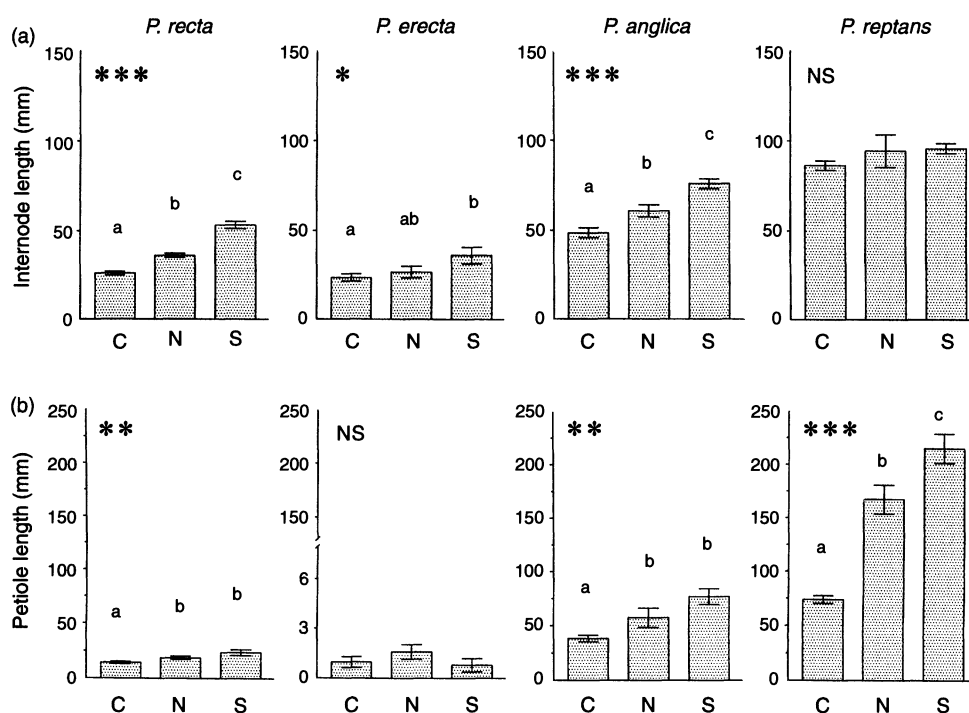 P. recta P. erecta P. anglica P. reptans
(a)
Internode length (mm)
150 150 150 150
*** * *** NS
100 100 100 100
c
b
c
b
a
a ab b
a
50 50 50 50
0 0 0 0
C N S C N S C N S C N S
(b)
Petiole length (mm)
250 250 250 250
** NS ** ***
c
200 200 200 200
b
150 150 150 150
b
b
a
100 6 100 100
a b b
a
50 3 50 50
0 0 0 0
C N S C N S C N S C N S